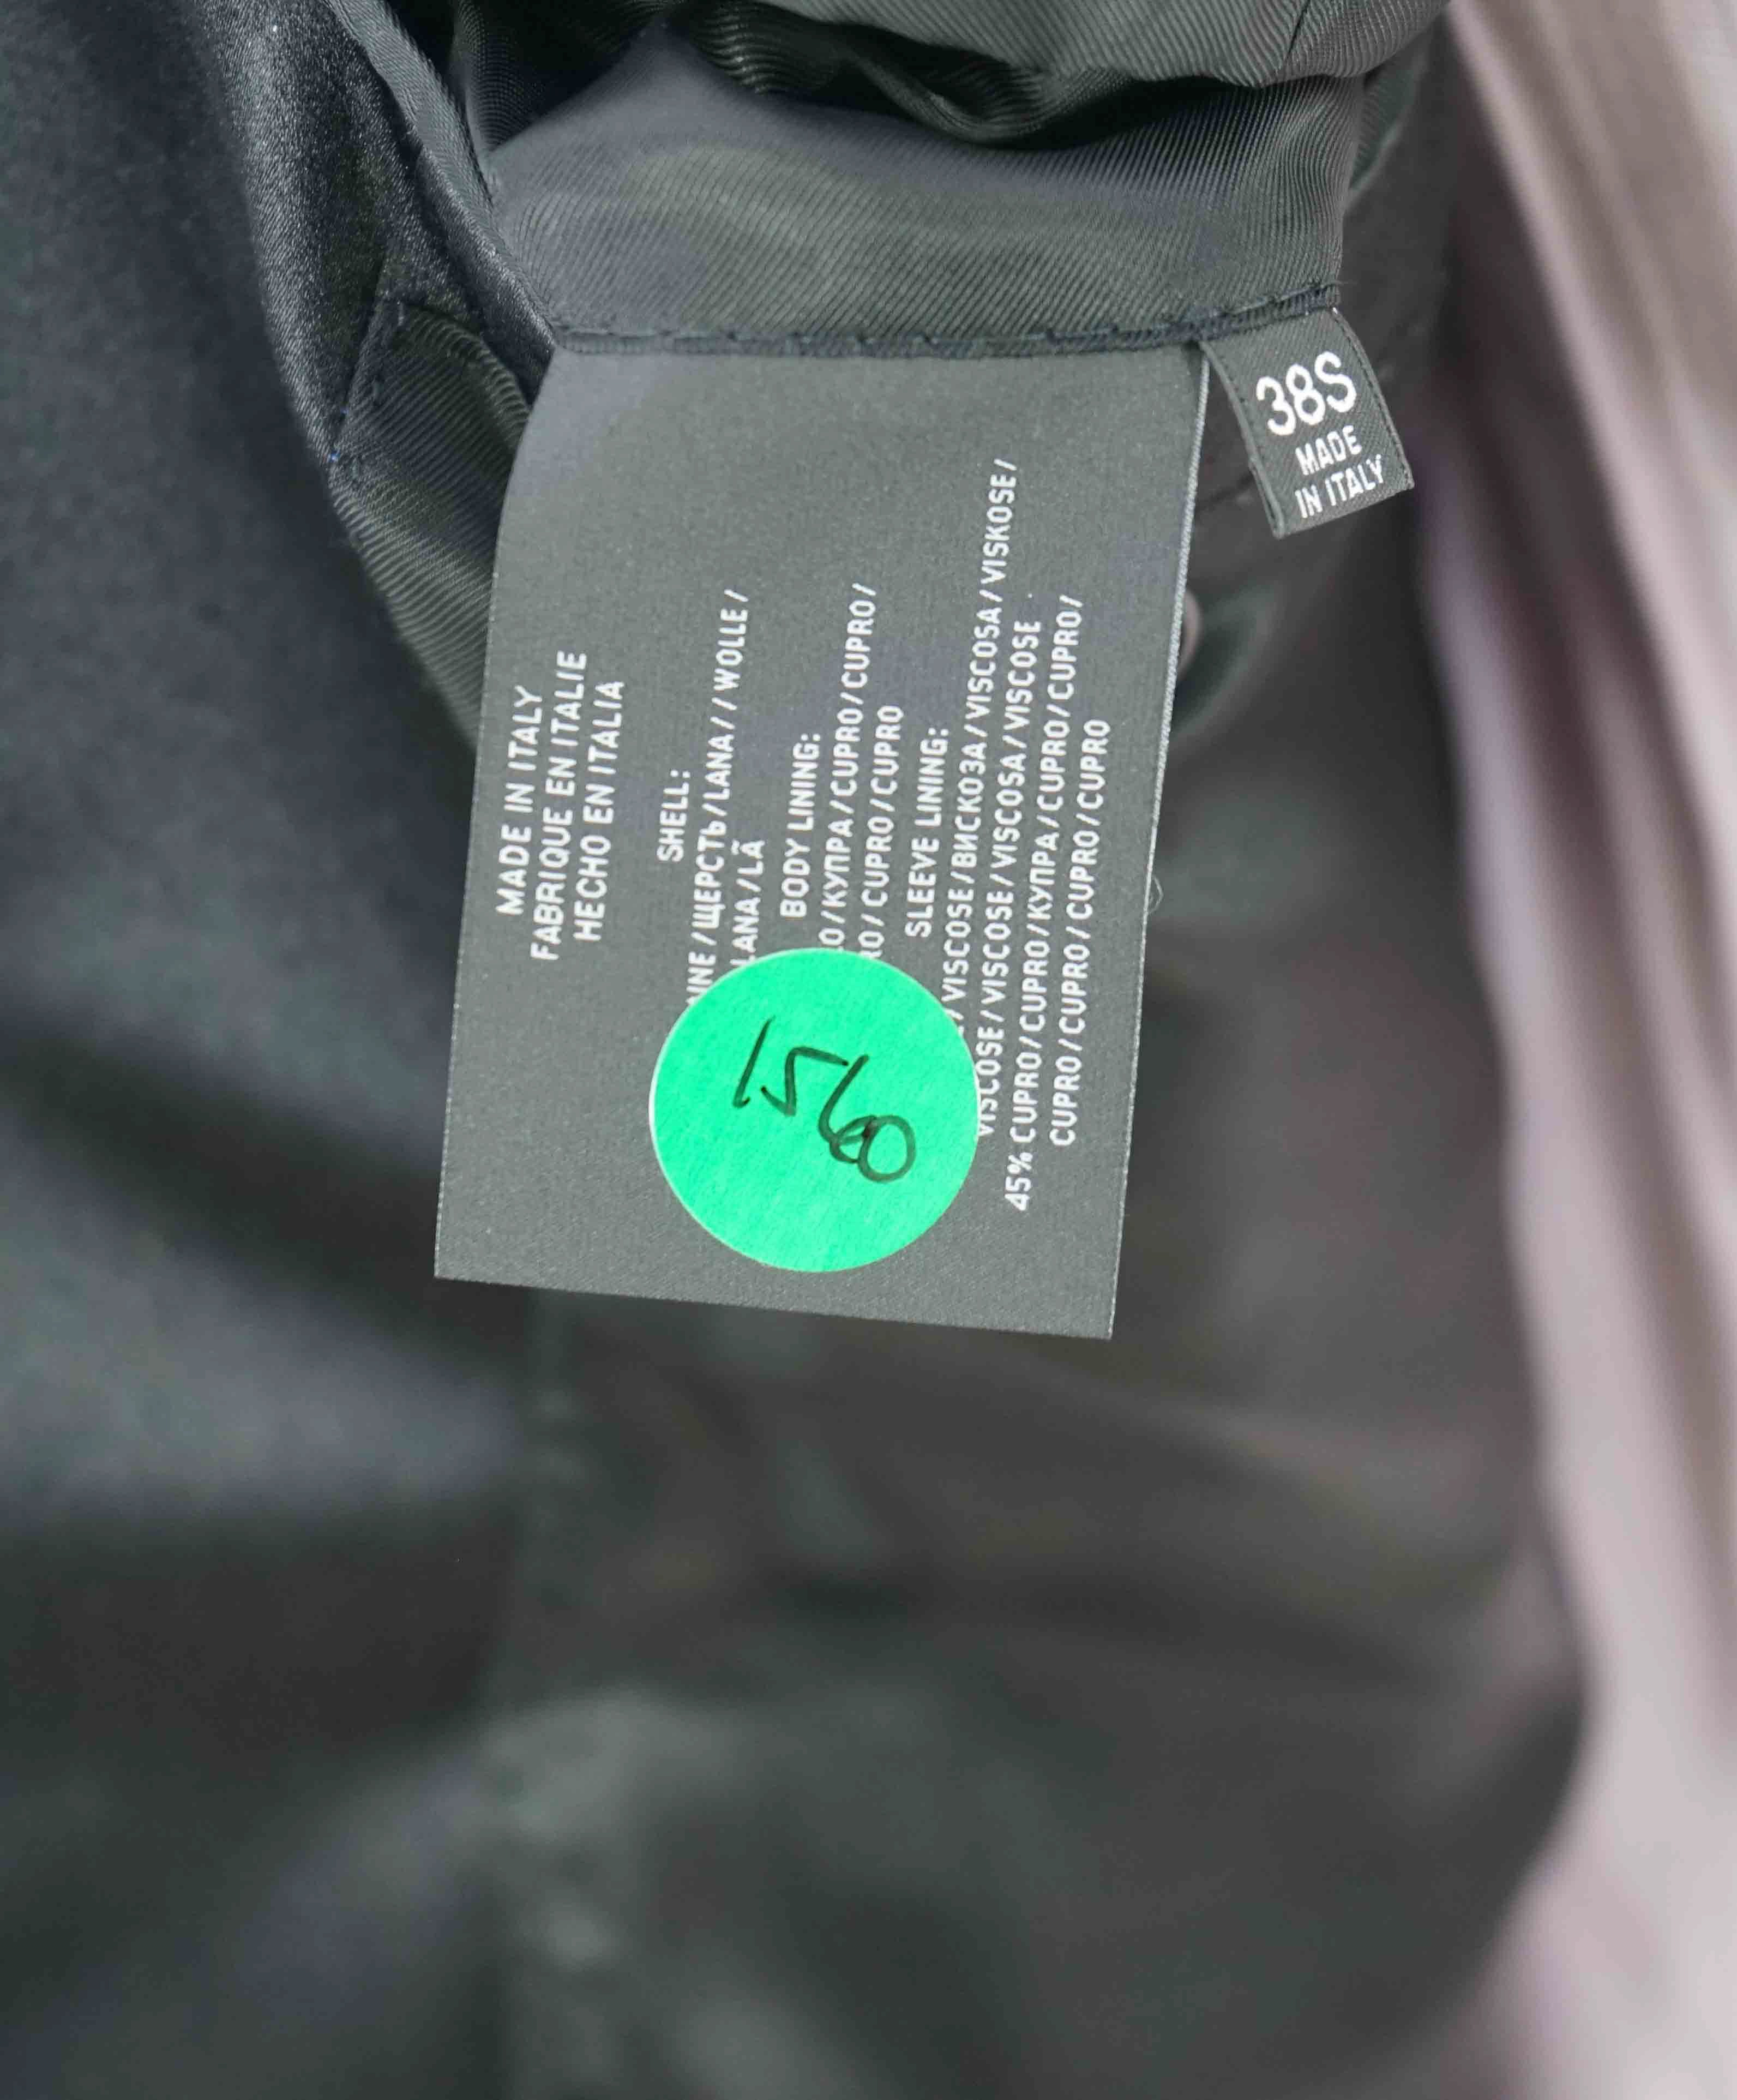 38S
MADE
IN ITALY
MADE IN ITALY
FABRIQUE EN ITALIE
HECHO EN ITALIA
SHELL:
/ЩЕРСТЬ/LANA//WOLLE/
LANA/LÃ
BODY LINING:
/КУПРА/CUPRO/CUPRO/
/CUPRO/CUPRO
SLEEVE LINING:
/VISCOSE/ВИСКОЗА/VISCOSA/VISKOSE/
VISCOSE/VISCOSE/VISCOSA/VISCOSE
45% CUPRO/CUPRO/КУПРА/CUPRO/CUPRO/
CUPRO/CUPRO/CUPRO/CUPRO
1560